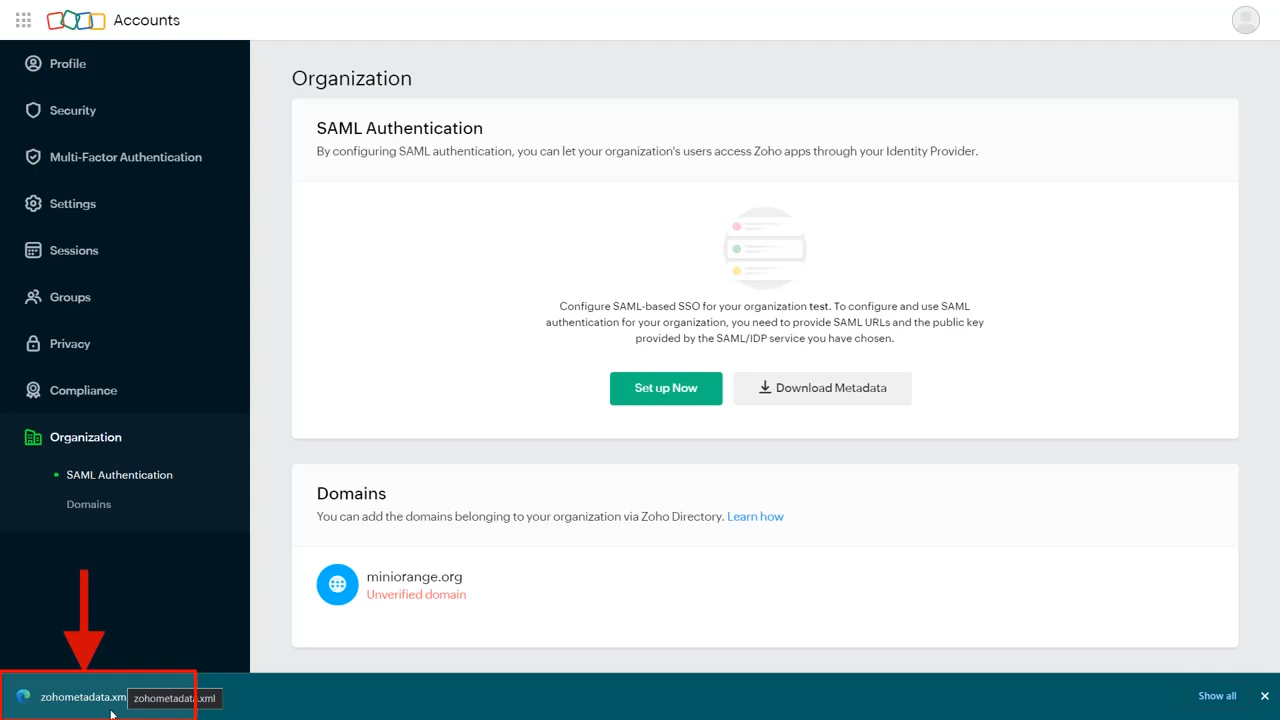 Accounts
Profile
Security
Multi-Factor Authentication
Settings
Sessions
Groups
Privacy
Compliance
Organization
SAML Authentication
Domains
Organization
SAML Authentication
By configuring SAML authentication, you can let your organization's users access Zoho apps through your Identity Provider.
Configure SAML-based SSO for your organization test. To configure and use SAML
authentication for your organization, you need to provide SAML URLs and the public key
provided by the SAML/IDP service you have chosen.
Set up Now
Download Metadata
Domains
You can add the domains belonging to your organization via Zoho Directory. Learn how
miniorange.org
Unverified domain
zohometadata.xm
zohometadata.xml
Show all